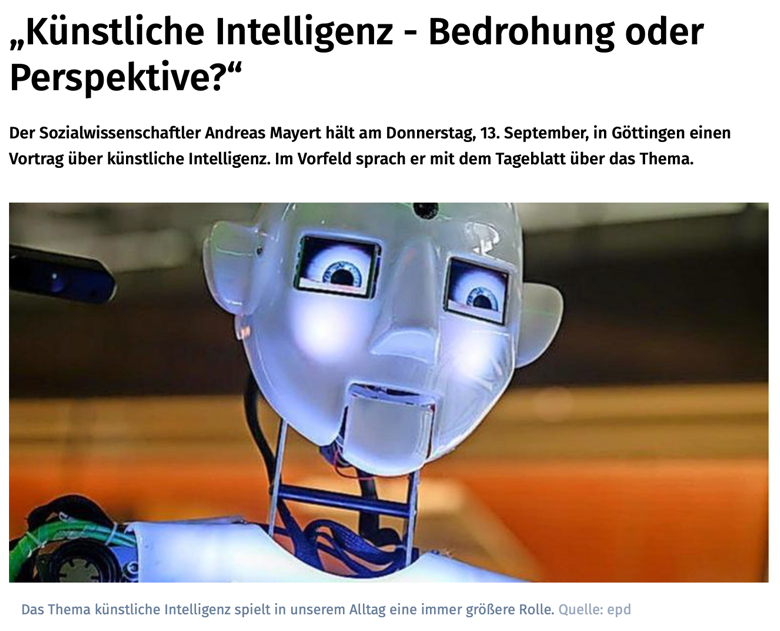 „Künstliche Intelligenz - Bedrohung oder
Perspektive?“
Der Sozialwissenschaftler Andreas Mayert hält am Donnerstag, 13. September, in Göttingen einen
Vortrag über künstliche Intelligenz. Im Vorfeld sprach er mit dem Tageblatt über das Thema.
Das Thema künstliche Intelligenz spielt in unserem Alltag eine immer größere Rolle. Quelle: epd